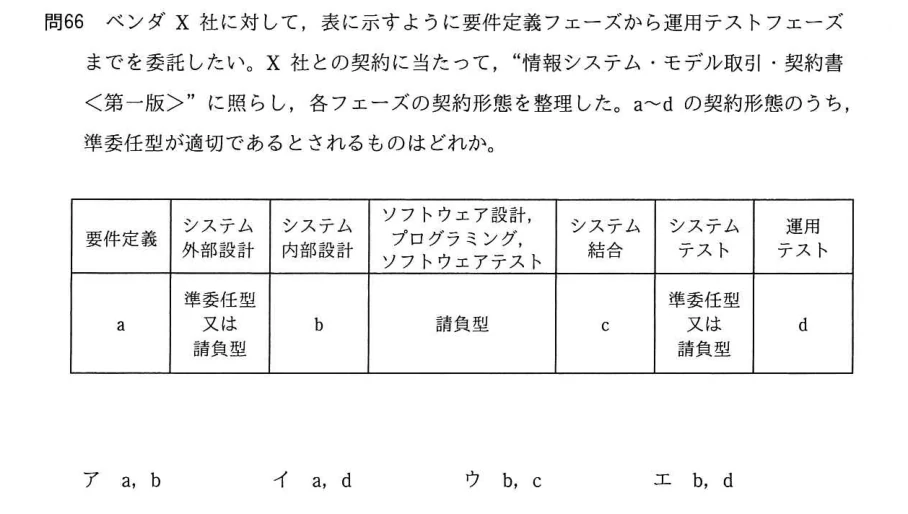 問66 ベンダ X 社に対して，表に示すように要件定義フェーズから運用テストフェーズ
までを委託したい。X 社との契約に当たって，“情報システム・モデル取引・契約書
＜第一版＞” に照らし，各フェーズの契約形態を整理した。a～d の契約形態のうち，
準委任型が適切であるとされるものはどれか。
要件定義
システム
外部設計
システム
内部設計
ソフトウェア設計，
プログラミング，
ソフトウェアテスト
システム
結合
システム
テスト
運用
テスト
a
準委任型
又は
請負型
b
請負型
c
準委任型
又は
請負型
d
ア a，b イ a，d ウ b，c エ b，d